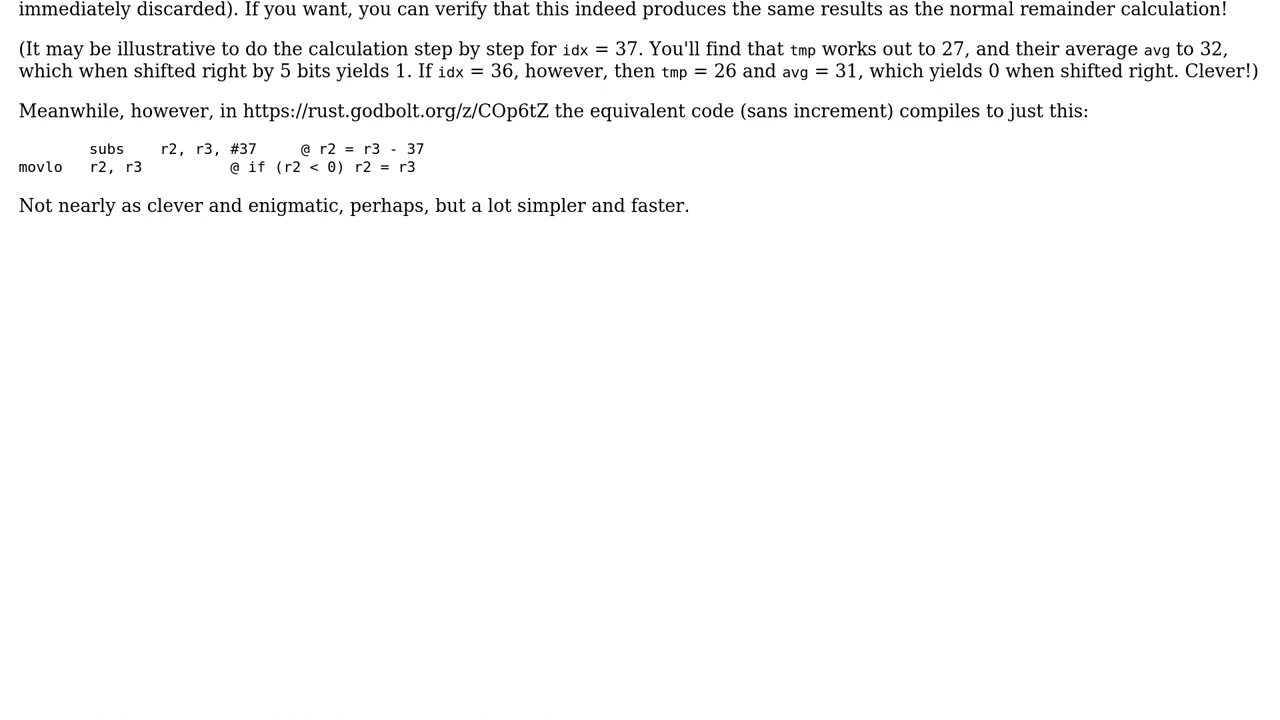 immediately discarded). If you want, you can verify that this indeed produces the same results as the normal remainder calculation!
(It may be illustrative to do the calculation step by step for idx = 37. You'll find that tmp works out to 27, and their average avg to 32,
which when shifted right by 5 bits yields 1. If idx = 36, however, then tmp = 26 and avg = 31, which yields 0 when shifted right. Clever!)
Meanwhile, however, in https://rust.godbolt.org/z/COp6tZ the equivalent code (sans increment) compiles to just this:
        subs    r2, r3, #37     @ r2 = r3 - 37
movlo   r2, r3          @ if (r2 < 0) r2 = r3
Not nearly as clever and enigmatic, perhaps, but a lot simpler and faster.